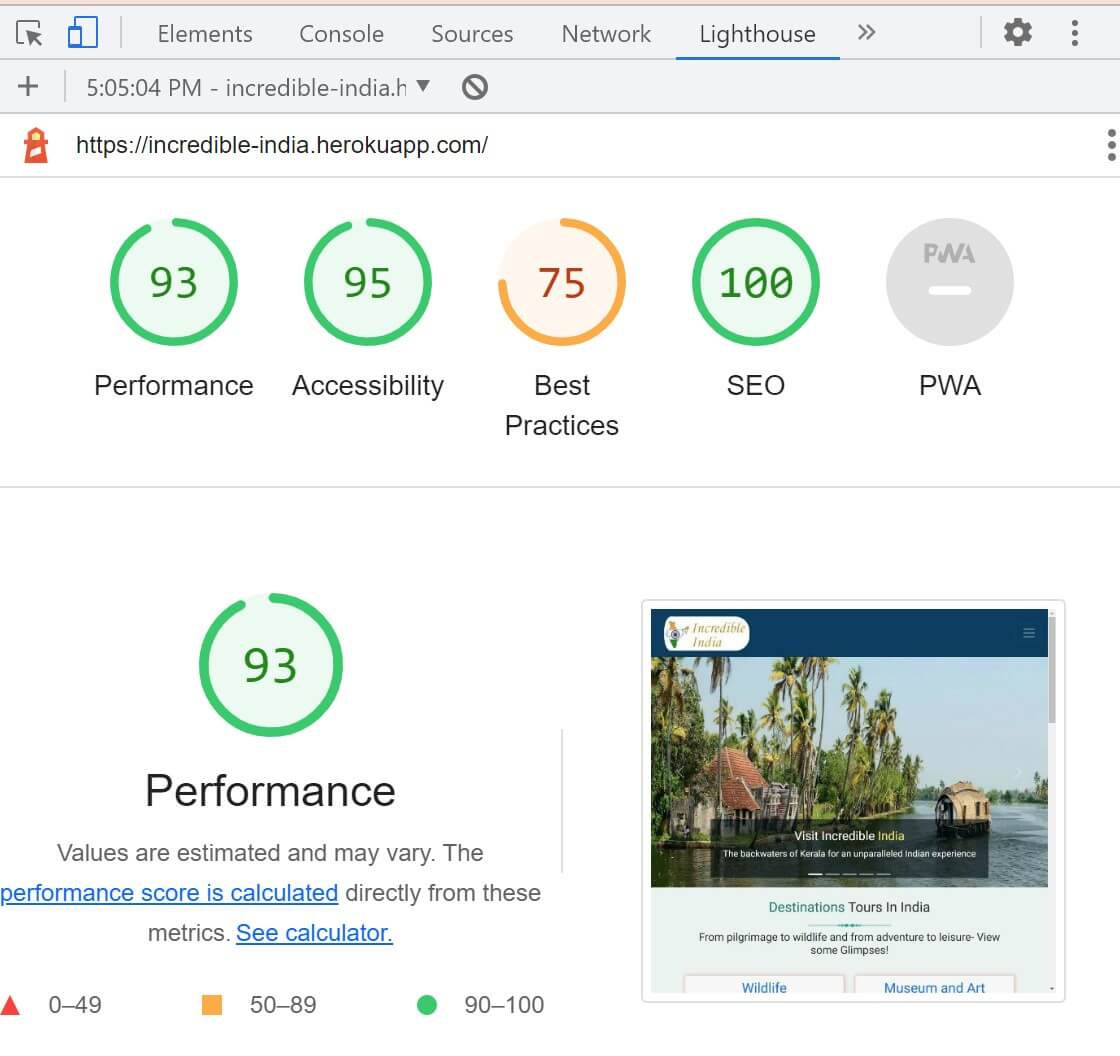 Elements Console Sources Network Lighthouse »
5:05:04 PM - incredible-india.h
https://incredible-india.herokuapp.com/
93 95 75 100 PWA
Performance Accessibility Best Practices SEO PWA
93
Performance
Values are estimated and may vary. The
performance score is calculated directly from these
metrics. See calculator.
0–49 50–89 90–100
Incredible
India
Visit Incredible India
The backwaters of Kerala for an unparalleled Indian experience
Destinations Tours In India
From pilgrimage to wildlife and from adventure to leisure- View
some Glimpses!
Wildlife Museum and Art